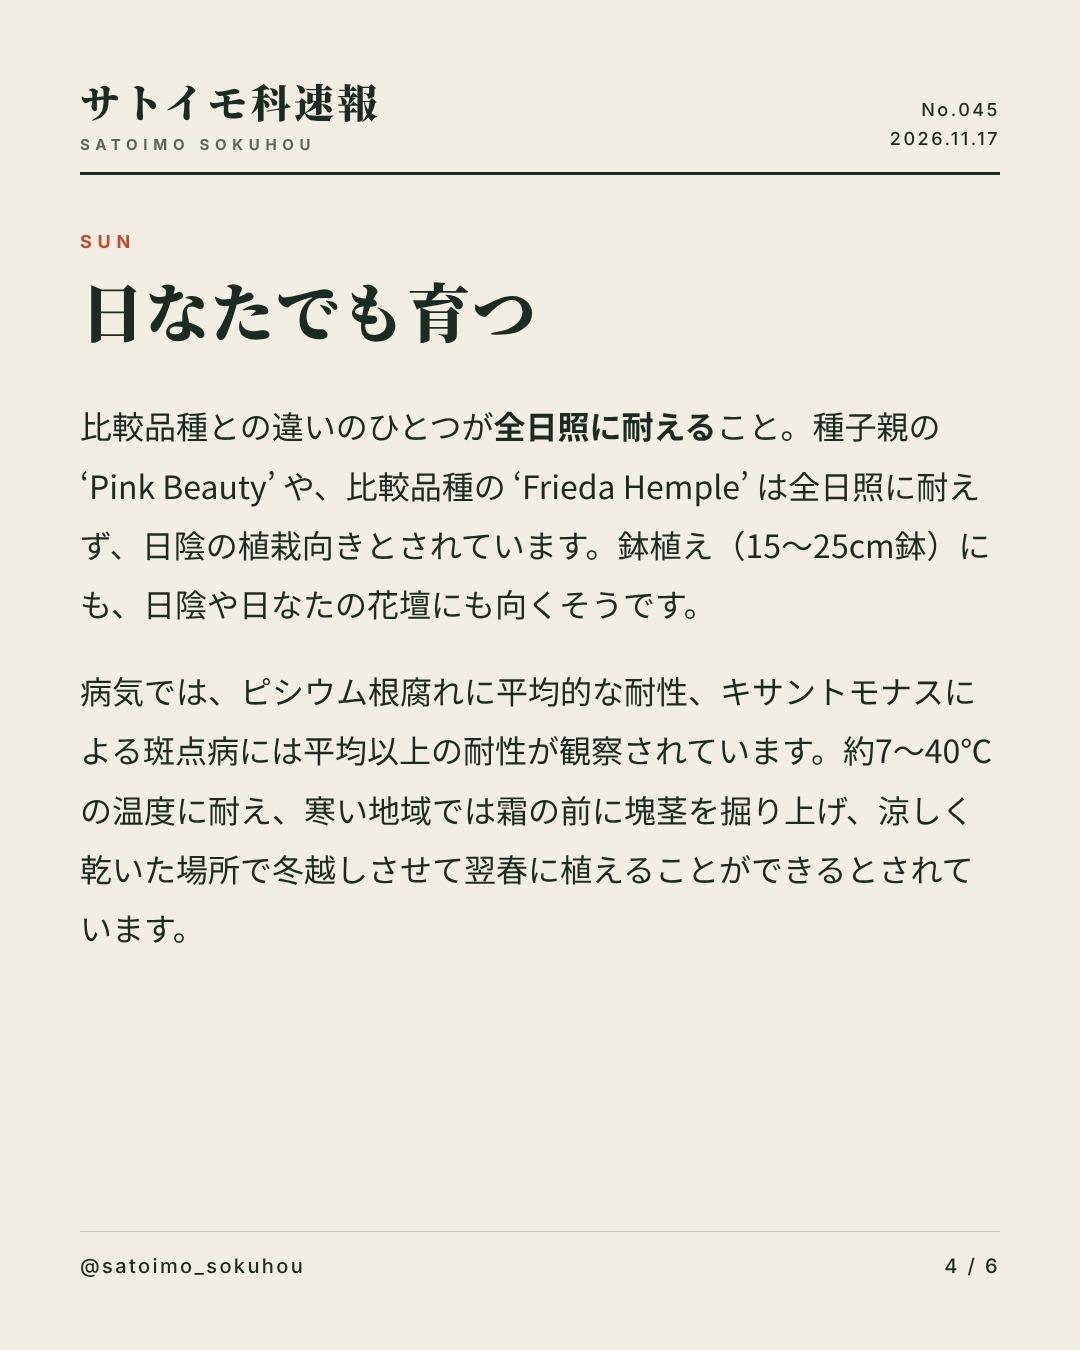 サトイモ科速報
SATOIMO SOKUHOU
No.045
2026.11.17
SUN
日なたでも育つ
比較品種との違いのひとつが全日照に耐えること。種子親の
‘Pink Beauty’ や、比較品種の ‘Frieda Hemple’ は全日照に耐え
ず、日陰の植栽向きとされています。鉢植え（15〜25cm鉢）に
も、日陰や日なたの花壇にも向くそうです。
病気では、ピシウム根腐れに平均的な耐性、キサントモナスに
よる斑点病には平均以上の耐性が観察されています。約7〜40℃
の温度に耐え、寒い地域では霜の前に塊茎を掘り上げ、涼しく
乾いた場所で冬越しさせて翌春に植えることができるとされて
います。
@satoimo_sokuhou
4 / 6